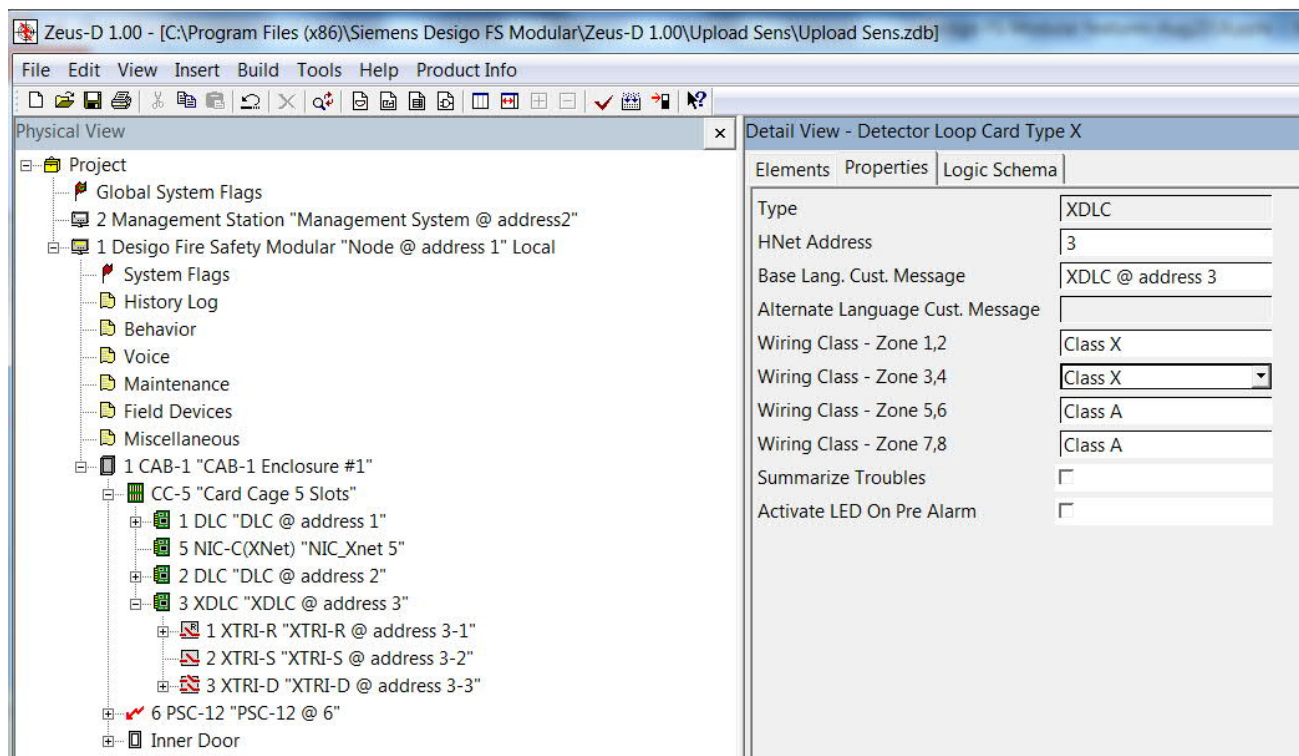 Zeus-D 1.00 - [C:\Program Files (x86)\Siemens Desigo FS Modular\Zeus-D 1.00\Upload Sens\Upload Sens.zdb]
File Edit View Insert Build Tools Help Product Info
Physical View
Project
Global System Flags
2 Management Station "Management System @ address2"
1 Desigo Fire Safety Modular "Node @ address 1" Local
System Flags
History Log
Behavior
Voice
Maintenance
Field Devices
Miscellaneous
1 CAB-1 "CAB-1 Enclosure #1"
CC-5 "Card Cage 5 Slots"
1 DLC "DLC @ address 1"
5 NIC-C(XNet) "NIC_Xnet 5"
2 DLC "DLC @ address 2"
3 XDLC "XDLC @ address 3"
1 XTRI-R "XTRI-R @ address 3-1"
2 XTRI-S "XTRI-S @ address 3-2"
3 XTRI-D "XTRI-D @ address 3-3"
6 PSC-12 "PSC-12 @ 6"
Inner Door
Detail View - Detector Loop Card Type X
Elements Properties Logic Schema
Type XDLC
HNet Address 3
Base Lang. Cust. Message XDLC @ address 3
Alternate Language Cust. Message
Wiring Class - Zone 1,2 Class X
Wiring Class - Zone 3,4 Class X
Wiring Class - Zone 5,6 Class A
Wiring Class - Zone 7,8 Class A
Summarize Troubles
Activate LED On Pre Alarm